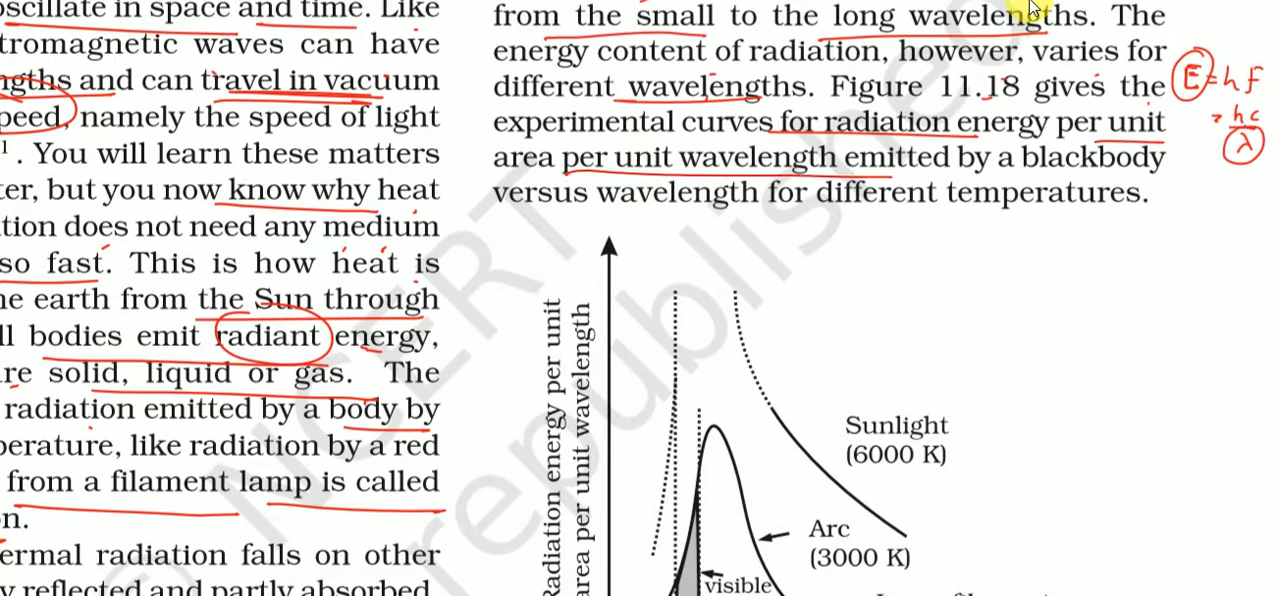 oscillate in space and time. Like
tromagnetic waves can have
ngths and can travel in vacuum
peed, namely the speed of light
1 . You will learn these matters
ter, but you now know why heat
tion does not need any medium
so fast. This is how heat is
he earth from the Sun through
ll bodies emit radiant energy,
re solid, liquid or gas. The
radiation emitted by a body by
perature, like radiation by a red
from a filament lamp is called
n.
ermal radiation falls on other
y reflected and partly absorbed.
from the small to the long wavelengths. The
energy content of radiation, however, varies for
different wavelengths. Figure 11.18 gives the
experimental curves for radiation energy per unit
area per unit wavelength emitted by a blackbody
versus wavelength for different temperatures.
E = hf
= hc
λ
Radiation energy per unit
area per unit wavelength
Sunlight
(6000 K)
Arc
(3000 K)
visible
NCERT
republished